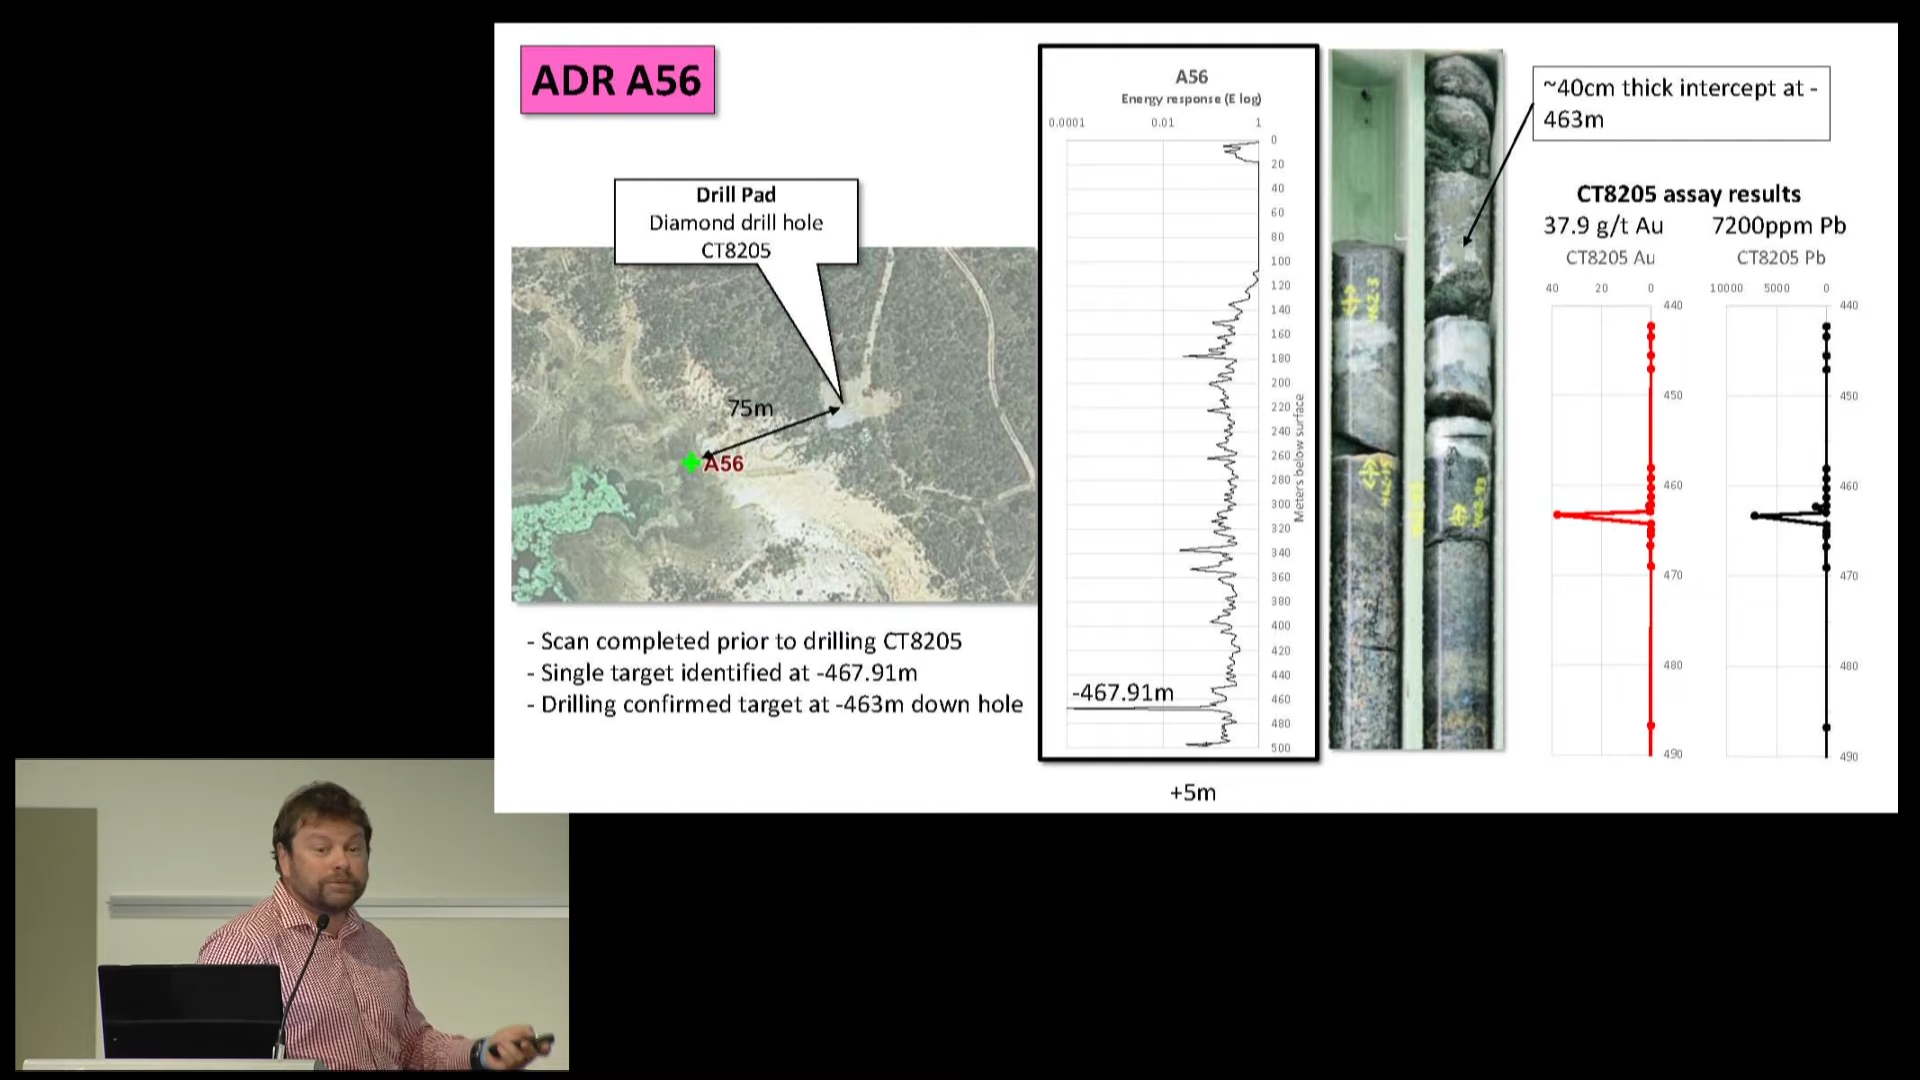 ADR A56
Drill Pad
Diamond drill hole
CT8205
75m
A56
- Scan completed prior to drilling CT8205
- Single target identified at -467.91m
- Drilling confirmed target at -463m down hole
A56
Energy response (E log)
0.0001 0.01 1
0
20
40
60
80
100
120
140
160
180
200
220
240
260
280
300
320
340
360
380
400
420
440
460
480
500
Meters below surface
-467.91m
+5m
~40cm thick intercept at -
463m
CT8205 assay results
37.9 g/t Au 7200ppm Pb
CT8205 Au CT8205 Pb
40 20 0 10000 5000 0
440 440
450 450
460 460
470 470
480 480
490 490